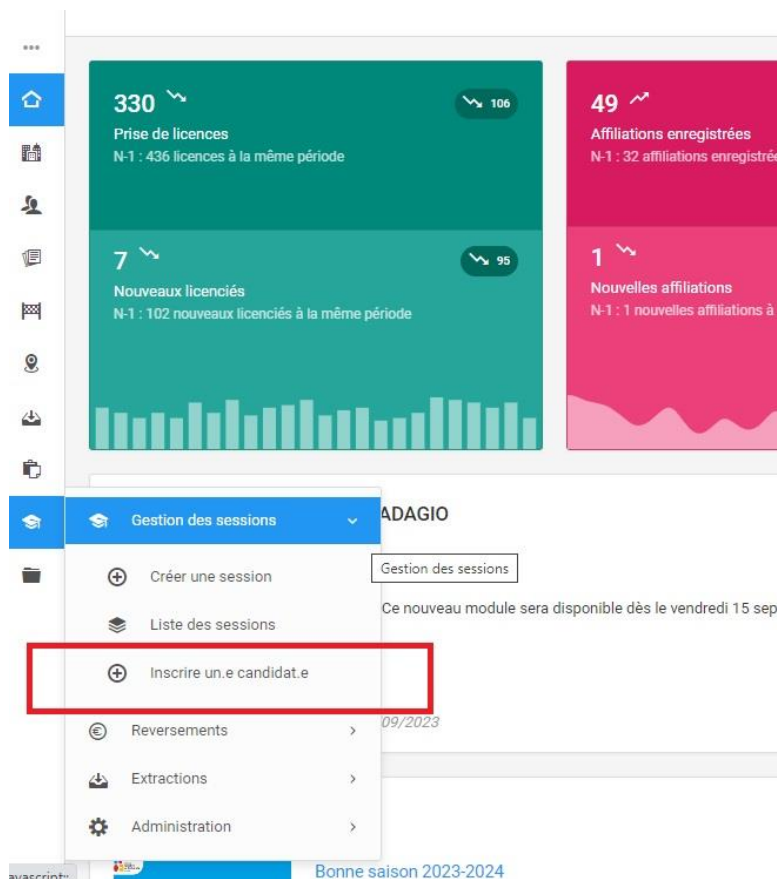 330
106
Prise de licences
N-1 : 436 licences à la même période
49
Affiliations enregistrées
N-1 : 32 affiliations
7
95
Nouveaux licenciés
N-1 : 102 nouveaux licenciés à la même période
1
Nouvelles affiliations
N-1 : 1 nouvelles affiliations à
Gestion des sessions
ADAGIO
Créer une session
Gestion des sessions
Liste des sessions
Ce nouveau module sera disponible dès le vendredi 15 sep
Inscrire un.e candidat.e
Reversements
09/2023
Extractions
Administration
Bonne saison 2023-2024